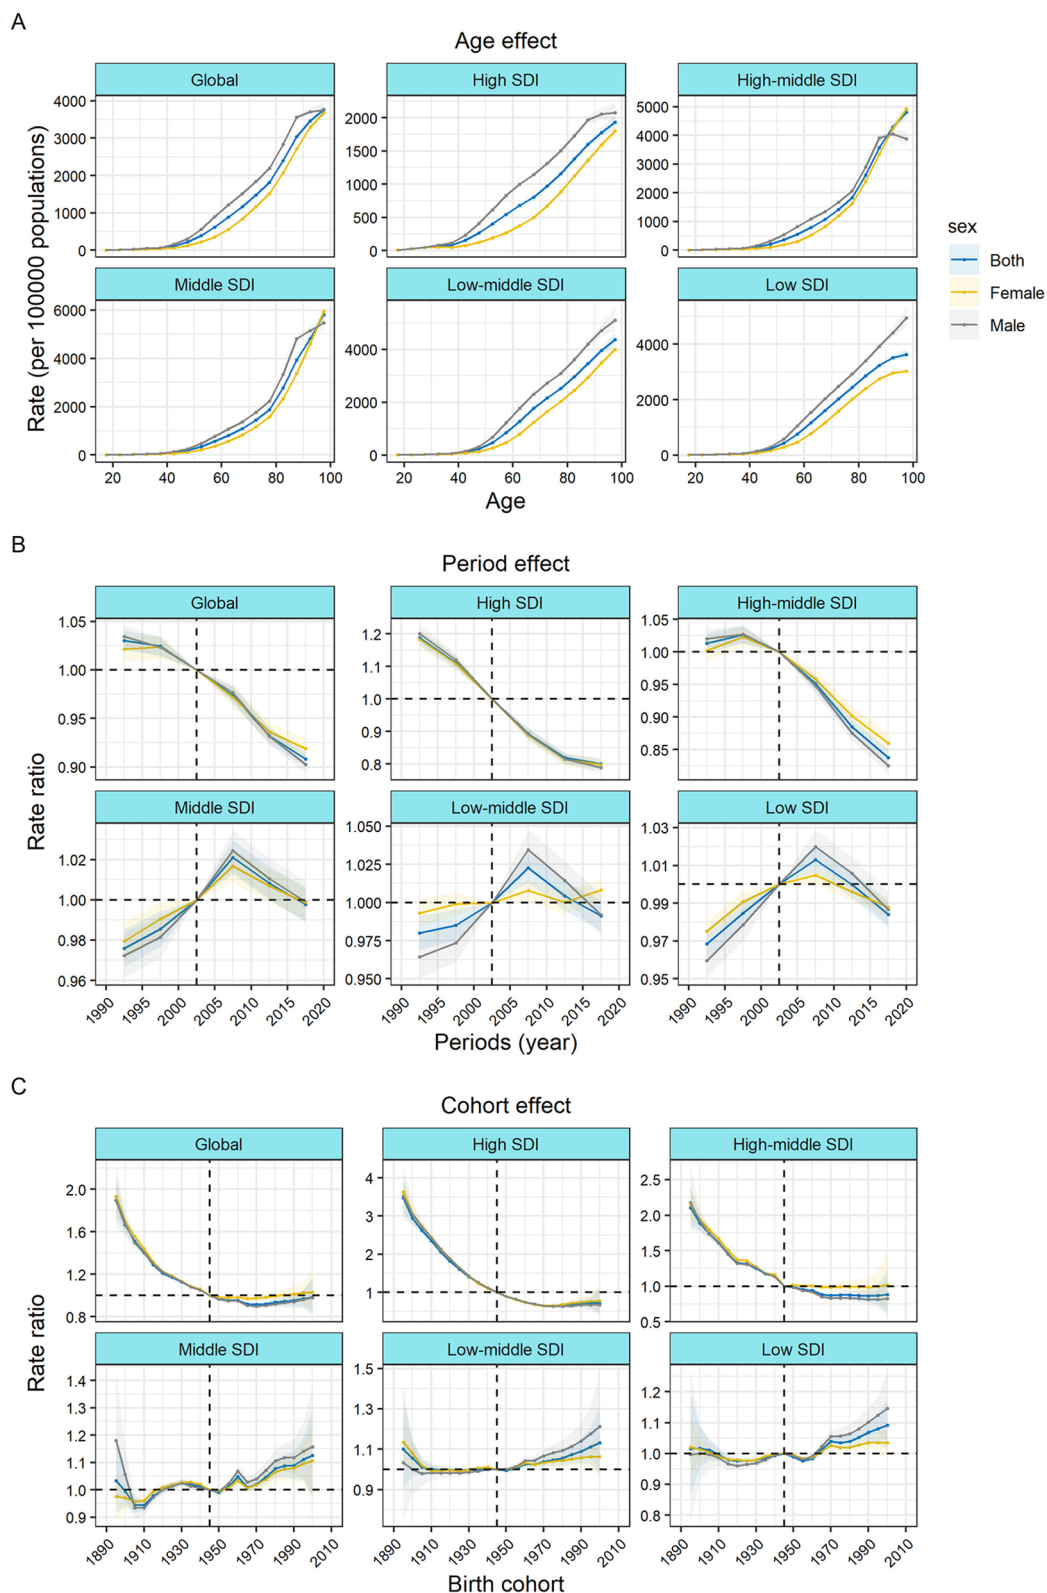 A
Age effect
Global
High SDI
High-middle SDI
Rate (per 100000 populations)
4000
3000
2000
1000
0
2000
1500
1000
500
0
5000
4000
3000
2000
1000
0
sex
Both
Female
Male
Middle SDI
Low-middle SDI
Low SDI
6000
4000
2000
0
4000
2000
0
4000
2000
0
20 40 60 80 100
20 40 60 80 100
20 40 60 80 100
Age
B
Period effect
Global
High SDI
High-middle SDI
Rate ratio
1.05
1.00
0.95
0.90
1.2
1.1
1.0
0.9
0.8
1.05
1.00
0.95
0.90
0.85
Middle SDI
Low-middle SDI
Low SDI
1.02
1.00
0.98
0.96
1.050
1.025
1.000
0.975
0.950
1.03
1.01
0.99
0.97
0.95
1990 1995 2000 2005 2010 2015 2020
1990 1995 2000 2005 2010 2015 2020
1990 1995 2000 2005 2010 2015 2020
Periods (year)
C
Cohort effect
Global
High SDI
High-middle SDI
Rate ratio
2.0
1.6
1.2
0.8
4
3
2
1
2.5
2.0
1.5
1.0
0.5
Middle SDI
Low-middle SDI
Low SDI
1.4
1.3
1.2
1.1
1.0
0.9
1.5
1.3
1.1
0.9
1.2
1.1
1.0
0.9
0.8
1890 1910 1930 1950 1970 1990 2010
1890 1910 1930 1950 1970 1990 2010
1890 1910 1930 1950 1970 1990 2010
Birth cohort